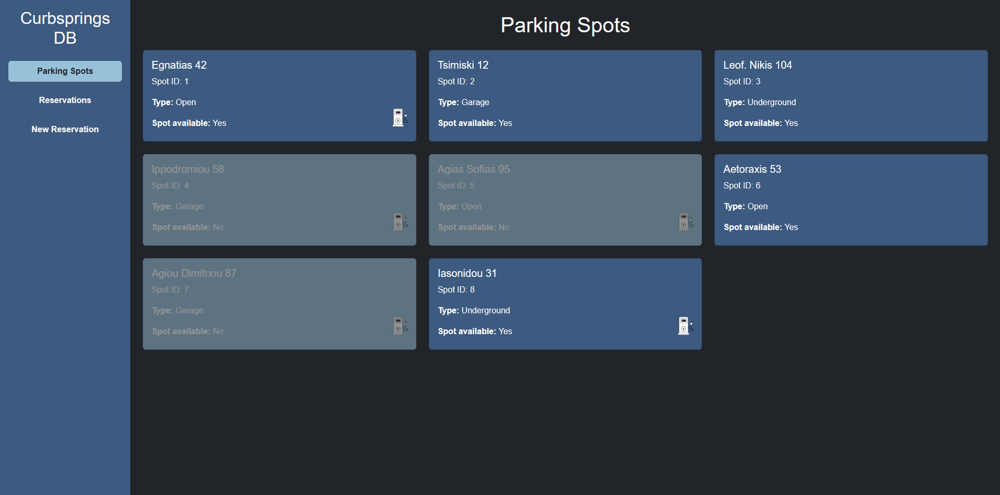 Curbsprings
DB
Parking Spots
Reservations
New Reservation
Parking Spots
Egnatias 42
Spot ID: 1
Type: Open
Spot available: Yes
Tsimiski 12
Spot ID: 2
Type: Garage
Spot available: Yes
Leof. Nikis 104
Spot ID: 3
Type: Underground
Spot available: Yes
Ippodromiou 58
Spot ID: 4
Type: Garage
Spot available: No
Agias Sofias 95
Spot ID: 5
Type: Open
Spot available: No
Aetoraxis 53
Spot ID: 6
Type: Open
Spot available: Yes
Agiou Dimitriou 87
Spot ID: 7
Type: Garage
Spot available: No
Iasonidou 31
Spot ID: 8
Type: Underground
Spot available: Yes